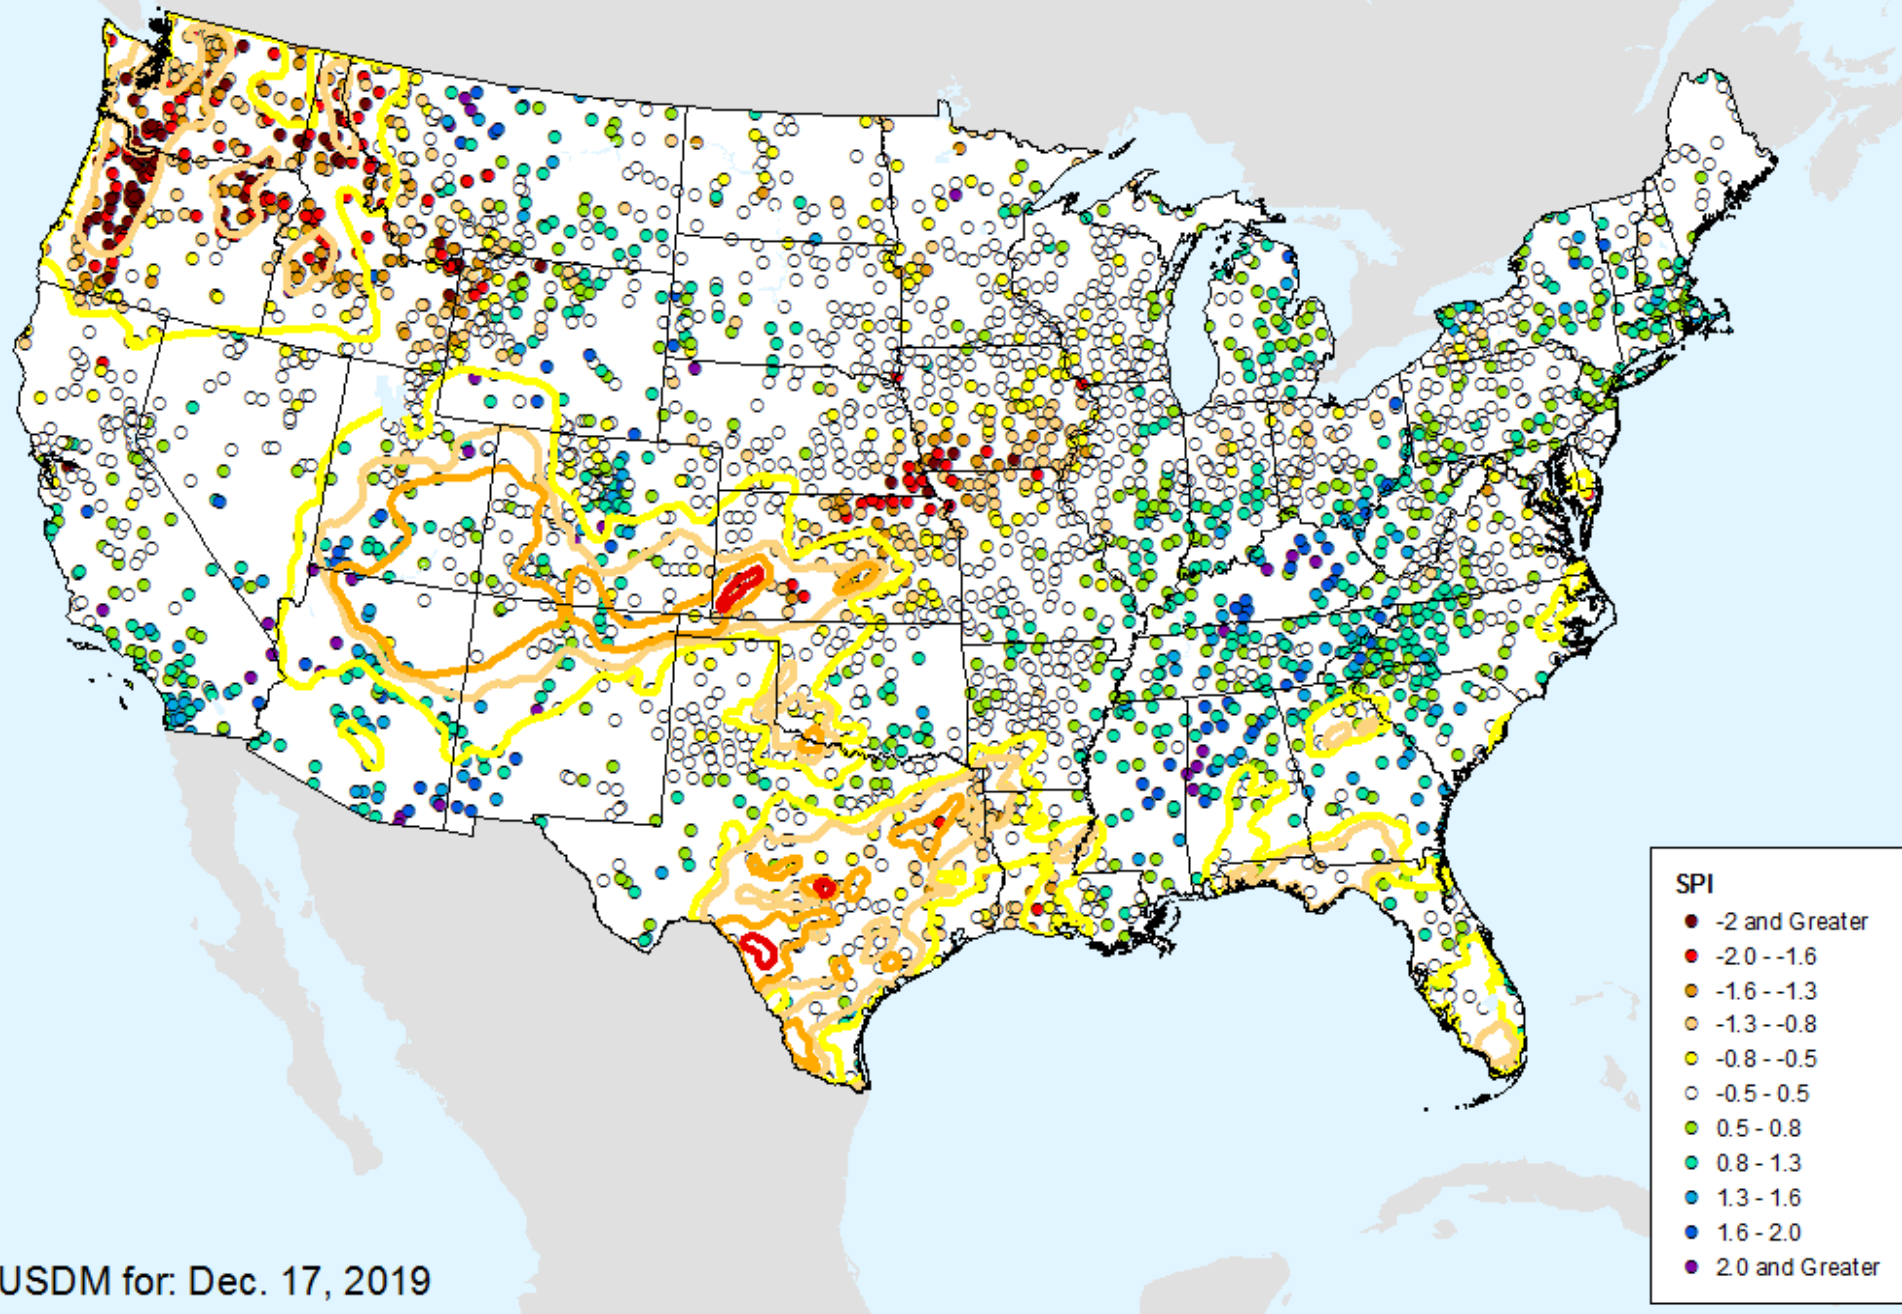 SPI
-2 and Greater
-2.0 - -1.6
-1.6 - -1.3
-1.3 - -0.8
-0.8 - -0.5
-0.5 - 0.5
0.5 - 0.8
0.8 - 1.3
1.3 - 1.6
1.6 - 2.0
2.0 and Greater
USDM for: Dec. 17, 2019